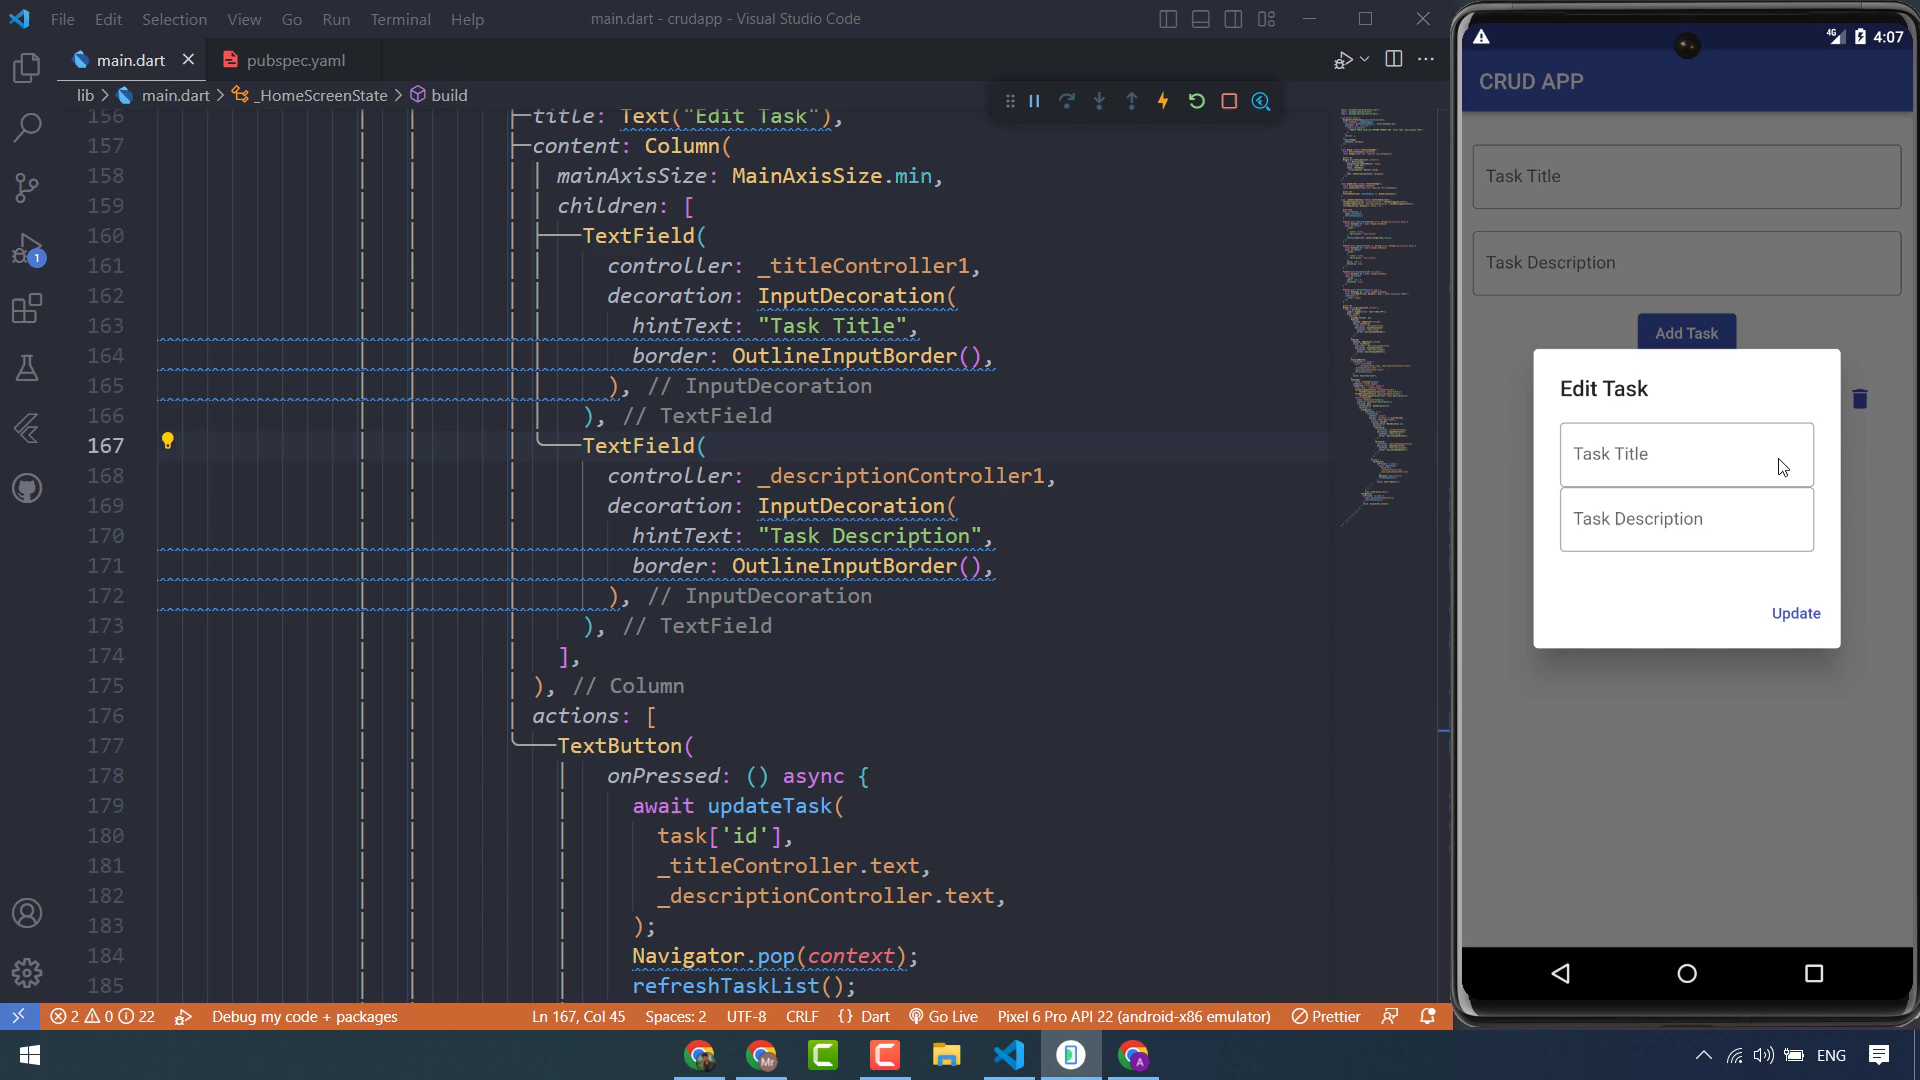 File Edit Selection View Go Run Terminal Help
main.dart - crudapp - Visual Studio Code
main.dart
pubspec.yaml
lib > main.dart > _HomeScreenState > build
156 title: Text("Edit Task"),
157 content: Column(
158 mainAxisSize: MainAxisSize.min,
159 children: [
160 TextField(
161 controller: _titleController1,
162 decoration: InputDecoration(
163 hintText: "Task Title",
164 border: OutlineInputBorder(),
165 ), // InputDecoration
166 ), // TextField
167 TextField(
168 controller: _descriptionController1,
169 decoration: InputDecoration(
170 hintText: "Task Description",
171 border: OutlineInputBorder(),
172 ), // InputDecoration
173 ), // TextField
174 ],
175 ), // Column
176 actions: [
177 TextButton(
178 onPressed: () async {
179 await updateTask(
180 task['id'],
181 _titleController.text,
182 _descriptionController.text,
183 );
184 Navigator.pop(context);
185 refreshTaskList();
1
2 0 22 Debug my code + packages Ln 167, Col 45 Spaces: 2 UTF-8 CRLF {} Dart Go Live Pixel 6 Pro API 22 (android-x86 emulator) Prettier
4G 4:07
CRUD APP
Task Title
Task Description
Add Task
Edit Task
Task Title
Task Description
Update
Mr
A
ENG